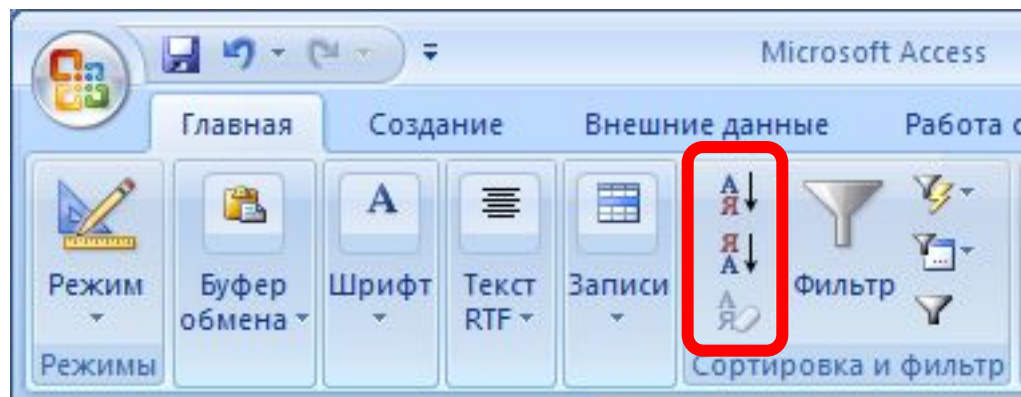 Microsoft Access
Главная Создание Внешние данные Работа с
Режим Буфер обмена Шрифт Текст RTF Записи А Я Я А А Я Фильтр
Режимы Сортировка и фильтр